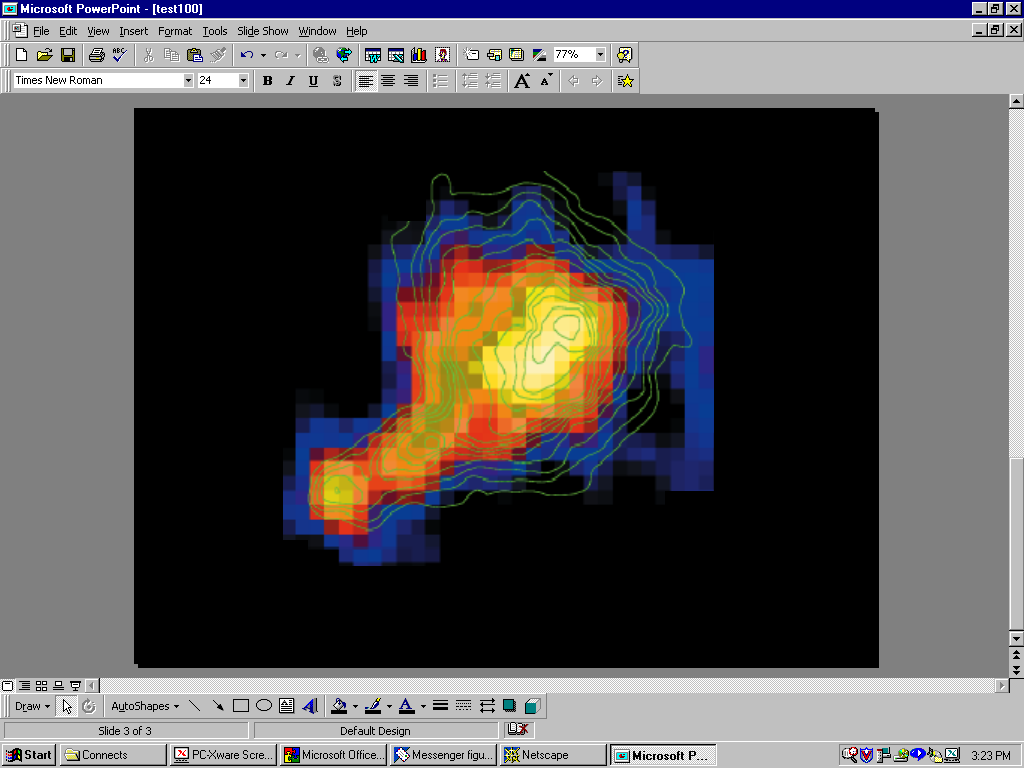 Microsoft PowerPoint - [test100]
File Edit View Insert Format Tools Slide Show Window Help
ABC 77%
Times New Roman 24 B I U S A A
Draw AutoShapes A A
Slide 3 of 3 Default Design
Start Connects PC-Xware Scre... Microsoft Office... Messenger figu... Netscape Microsoft P... 3:23 PM